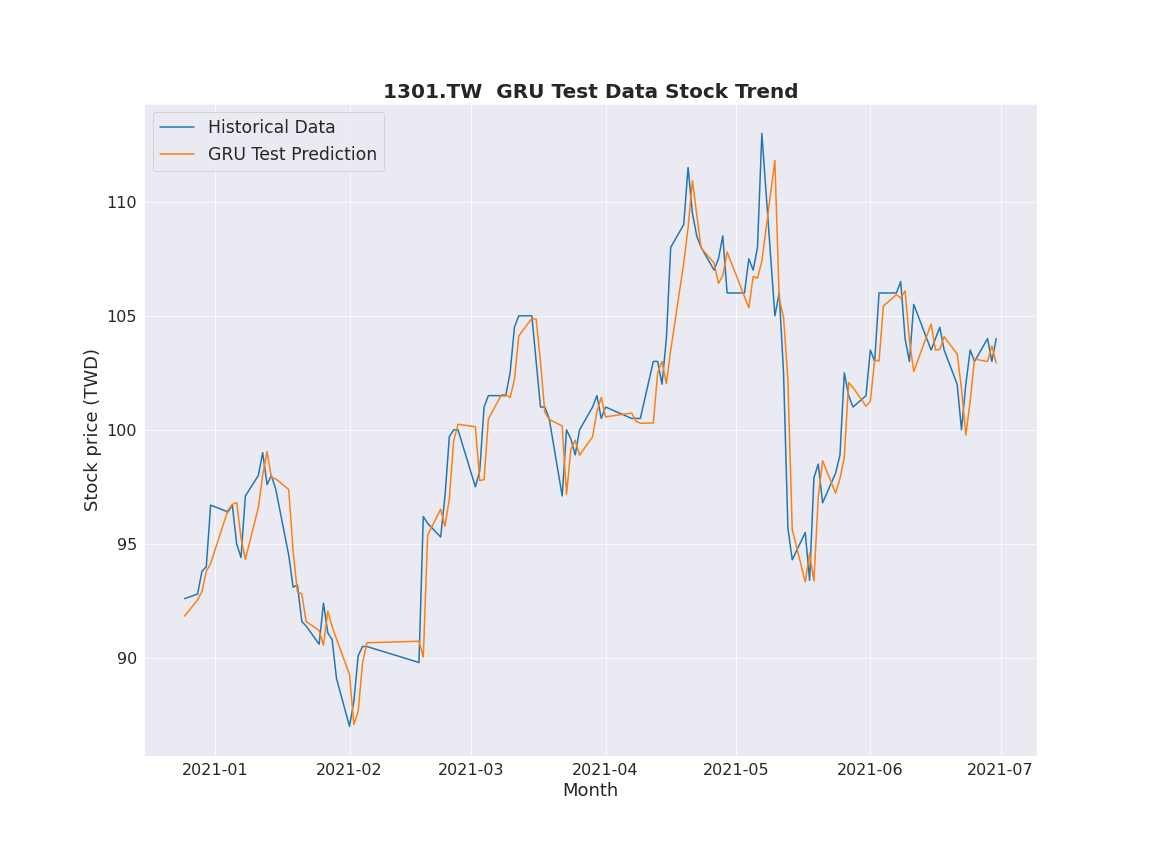 1301.TW  GRU Test Data Stock Trend
Historical Data
GRU Test Prediction
Stock price (TWD)
110
105
100
95
90
2021-01 2021-02 2021-03 2021-04 2021-05 2021-06 2021-07
Month